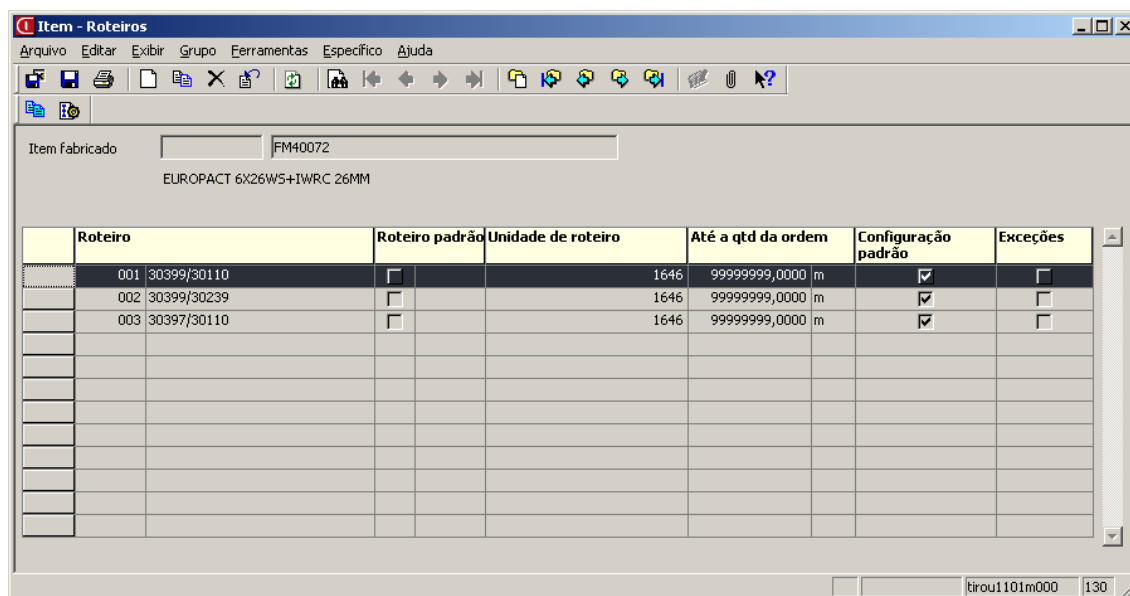 Item - Roteiros
Arquivo Editar Exibir Grupo Ferramentas Específico Ajuda
Item fabricado FM40072
EUROPACT 6X26WS+IWRC 26MM
Roteiro Roteiro padrão Unidade de roteiro Até a qtd da ordem Configuração padrão Exceções
001 30399/30110 1646 99999999,0000 m
002 30399/30239 1646 99999999,0000 m
003 30397/30110 1646 99999999,0000 m
tirou1101m000 130